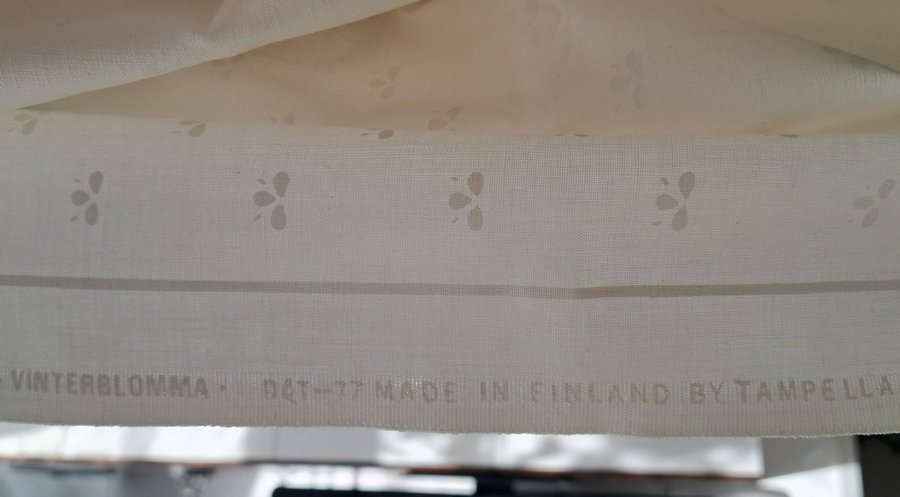 · VINTERBLOMMA · D&T--77 MADE IN FINLAND BY TAMPELLA